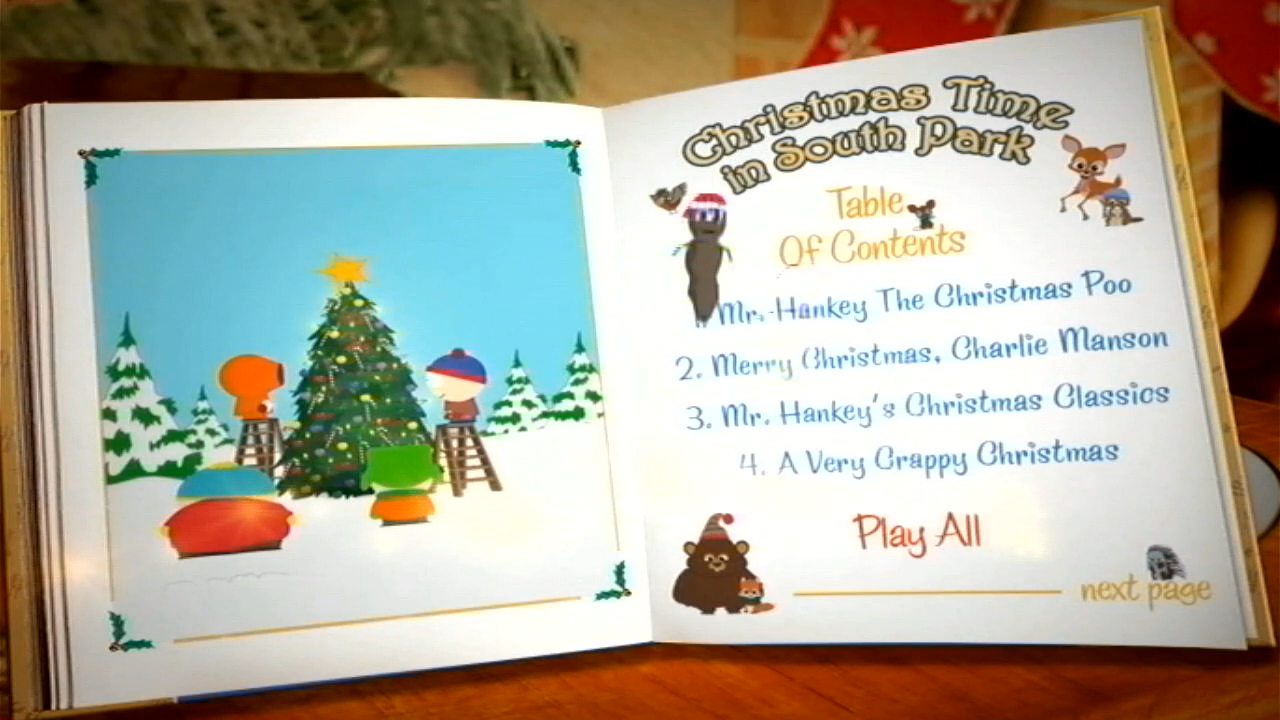 Christmas Time
in South Park
Table
Of Contents
Mr. Hankey The Christmas Poo
2. Merry Christmas, Charlie Manson
3. Mr. Hankey's Christmas Classics
4. A Very Crappy Christmas
Play All
next page